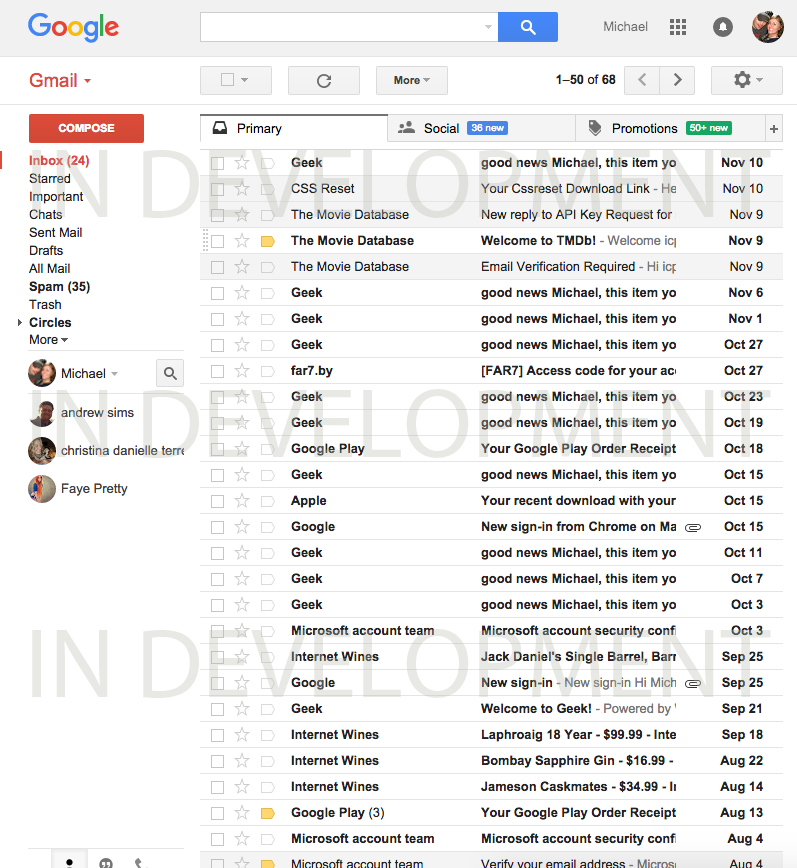 Google
Michael
Gmail
More
1–50 of 68
COMPOSE
Primary
Social 36 new
Promotions 50+ new
+
Inbox (24)
Starred
Important
Chats
Sent Mail
Drafts
All Mail
Spam (35)
Trash
Circles
More
Michael
andrew sims
christina danielle terre
Faye Pretty
Geek good news Michael, this item yo Nov 10
CSS Reset Your Cssreset Download Link - He Nov 10
The Movie Database New reply to API Key Request for Nov 9
The Movie Database Welcome to TMDb! - Welcome icp Nov 9
The Movie Database Email Verification Required - Hi icp Nov 9
Geek good news Michael, this item yo Nov 6
Geek good news Michael, this item yo Nov 1
Geek good news Michael, this item yo Oct 27
far7.by [FAR7] Access code for your acc Oct 27
Geek good news Michael, this item yo Oct 23
Geek good news Michael, this item yo Oct 19
Google Play Your Google Play Order Receipt Oct 18
Geek good news Michael, this item yo Oct 15
Apple Your recent download with your Oct 15
Google New sign-in from Chrome on Ma Oct 15
Geek good news Michael, this item yo Oct 11
Geek good news Michael, this item yo Oct 7
Geek good news Michael, this item yo Oct 3
Microsoft account team Microsoft account security confi Oct 3
Internet Wines Jack Daniel's Single Barrel, Barr Sep 25
Google New sign-in - New sign-in Hi Mich Sep 25
Geek Welcome to Geek! - Powered by Sep 21
Internet Wines Laphroaig 18 Year - $99.99 - Inte Sep 18
Internet Wines Bombay Sapphire Gin - $16.99 - Aug 22
Internet Wines Jameson Caskmates - $34.99 - Aug 14
Google Play (3) Your Google Play Order Receipt Aug 13
Microsoft account team Microsoft account security confi Aug 4
Microsoft account team Verify your email address - Micros Aug 4
IN DEVELOPMENT
IN DEVELOPMENT
IN DEVELOPMENT